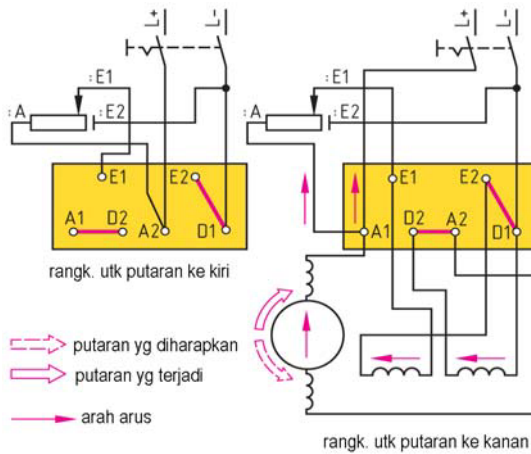 L+ L-
:E1
:A :E2
E1 E2
A1 D2 A2 D1
rangk. utk putaran ke kiri
putaran yg diharapkan
putaran yg terjadi
arah arus
L+ L-
:E1
:A :E2
E1 E2
D2 A2
A1 D1
rangk. utk putaran ke kanan